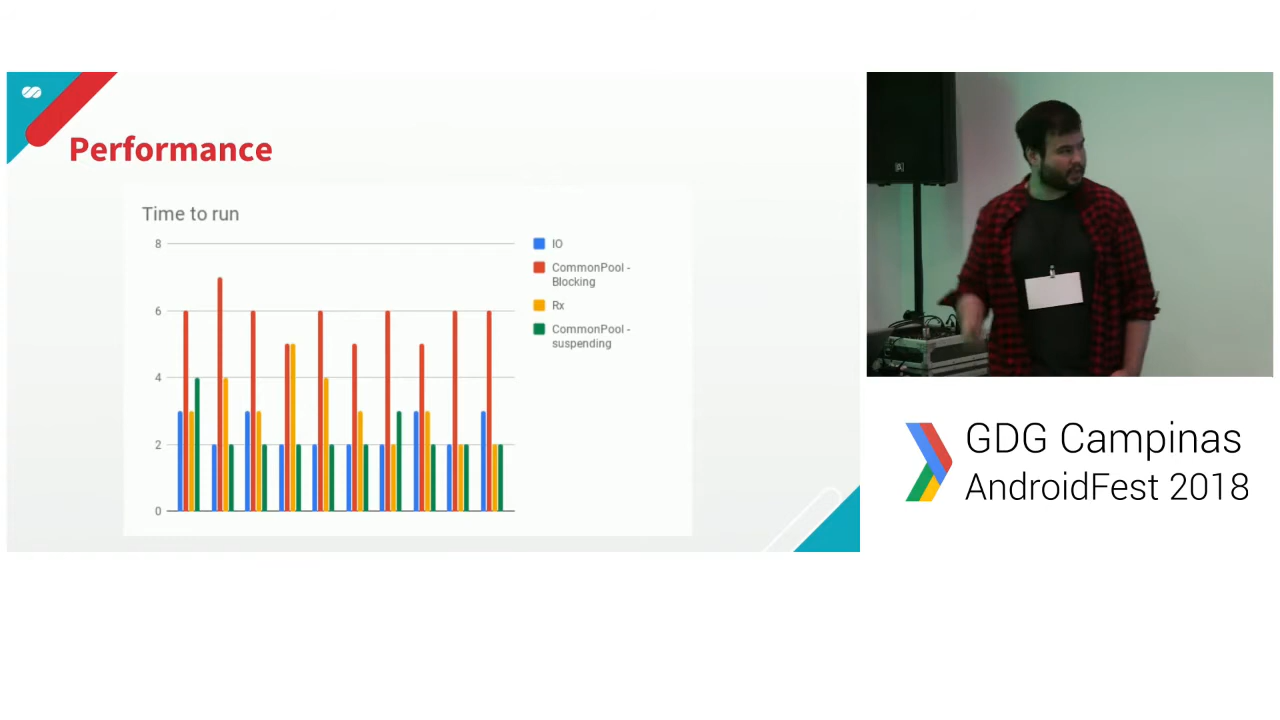 Performance
Time to run
8
6
4
2
0
IO
CommonPool -
Blocking
Rx
CommonPool -
suspending
GDG Campinas
AndroidFest 2018